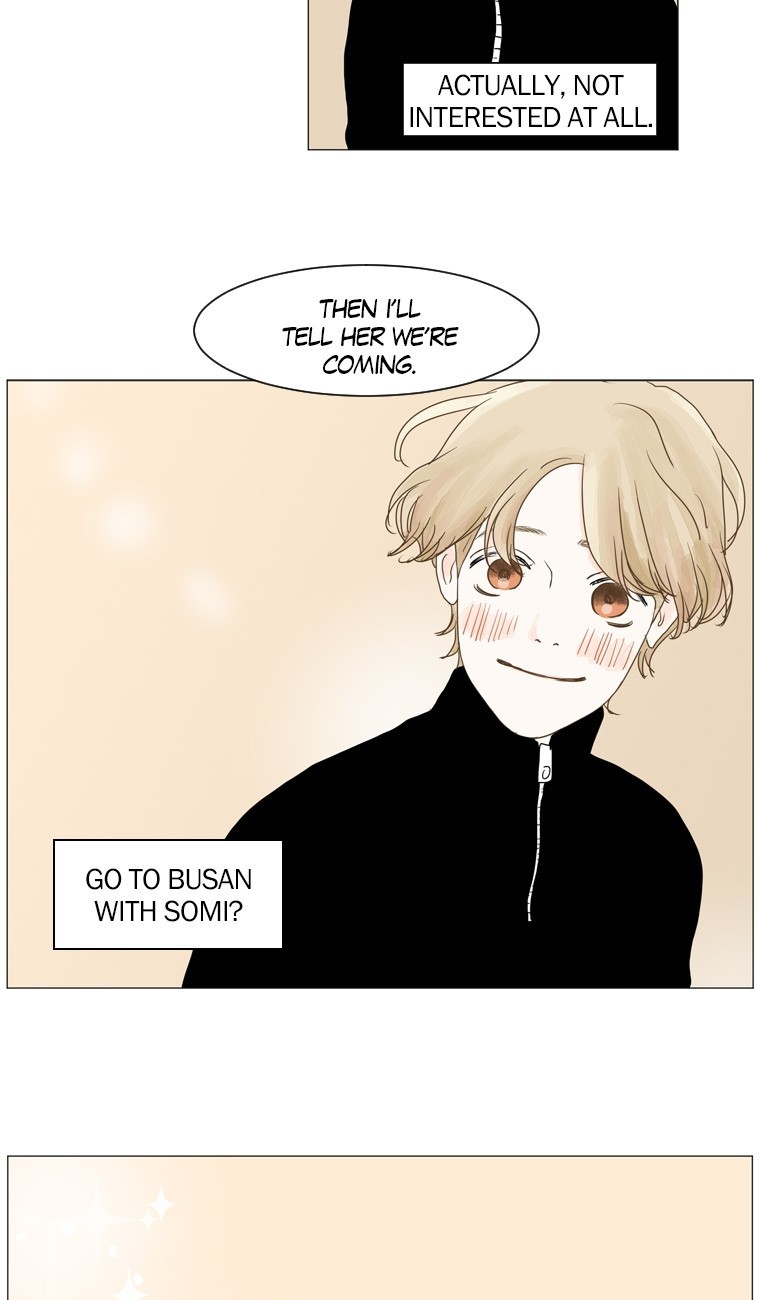 ACTUALLY, NOT
INTERESTED AT ALL.
THEN I'LL
TELL HER WE'RE
COMING.
GO TO BUSAN
WITH SOMI?